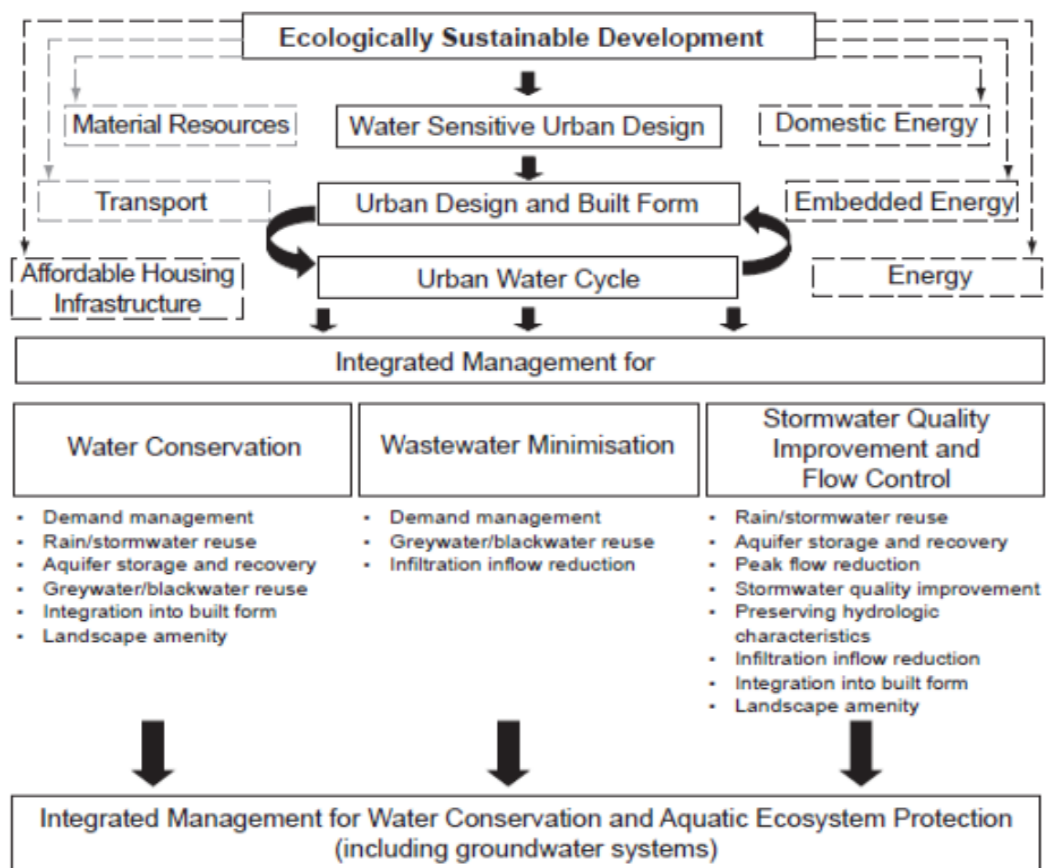 Ecologically Sustainable Development
Material Resources
Water Sensitive Urban Design
Domestic Energy
Transport
Urban Design and Built Form
Embedded Energy
Affordable Housing
Infrastructure
Urban Water Cycle
Energy
Integrated Management for
Water Conservation
Wastewater Minimisation
Stormwater Quality
Improvement and
Flow Control
• Demand management
• Rain/stormwater reuse
• Aquifer storage and recovery
• Greywater/blackwater reuse
• Integration into built form
• Landscape amenity
• Demand management
• Greywater/blackwater reuse
• Infiltration inflow reduction
• Rain/stormwater reuse
• Aquifer storage and recovery
• Peak flow reduction
• Stormwater quality improvement
• Preserving hydrologic
characteristics
• Infiltration inflow reduction
• Integration into built form
• Landscape amenity
Integrated Management for Water Conservation and Aquatic Ecosystem Protection
(including groundwater systems)